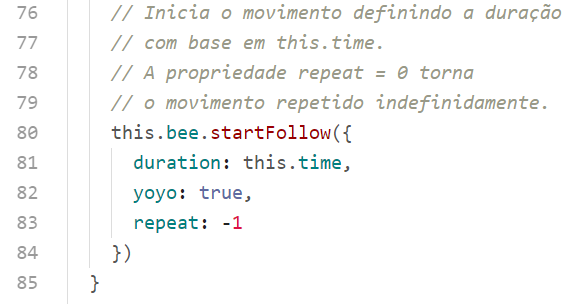 76 // Inicia o movimento definindo a duração
77 // com base em this.time.
78 // A propriedade repeat = 0 torna
79 // o movimento repetido indefinidamente.
80 this.bee.startFollow({
81 duration: this.time,
82 yoyo: true,
83 repeat: -1
84 })
85 }